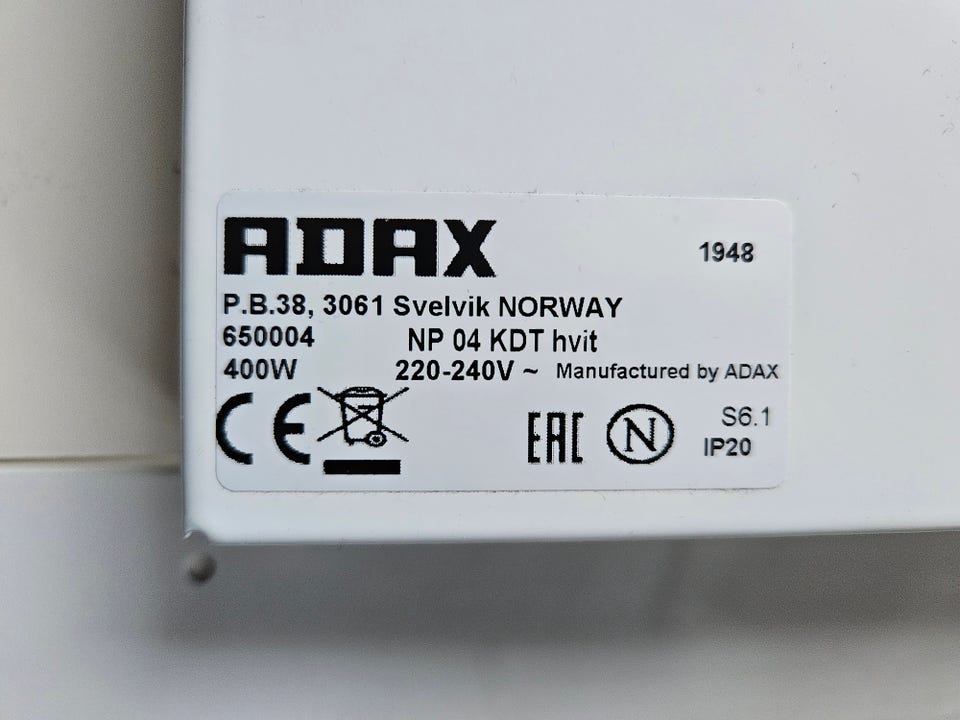 ADAX 1948
P.B.38, 3061 Svelvik NORWAY
650004 NP 04 KDT hvit
400W 220-240V ~ Manufactured by ADAX
CE EAC N S6.1
IP20